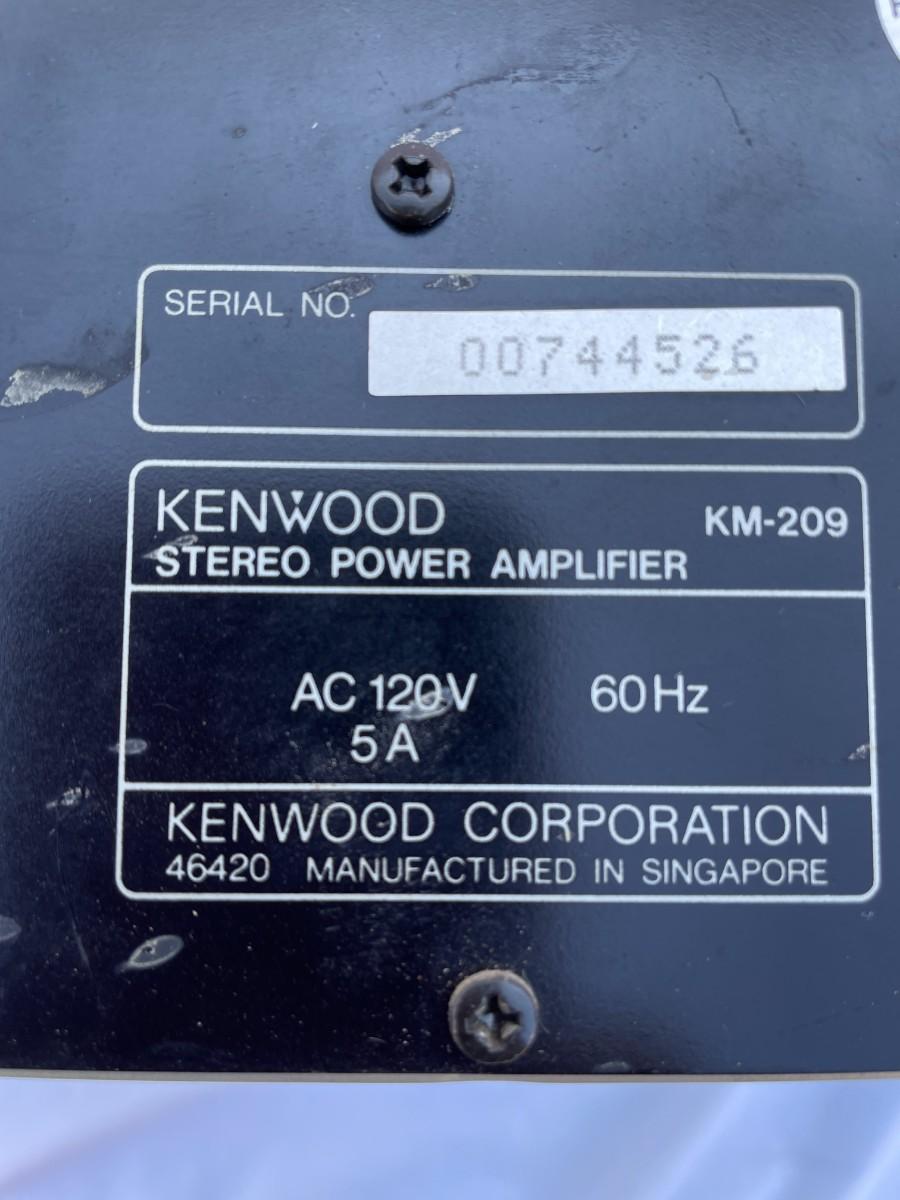 SERIAL NO.
00744526
KENWOOD KM-209
STEREO POWER AMPLIFIER
AC 120V 60Hz
5A
KENWOOD CORPORATION
46420 MANUFACTURED IN SINGAPORE